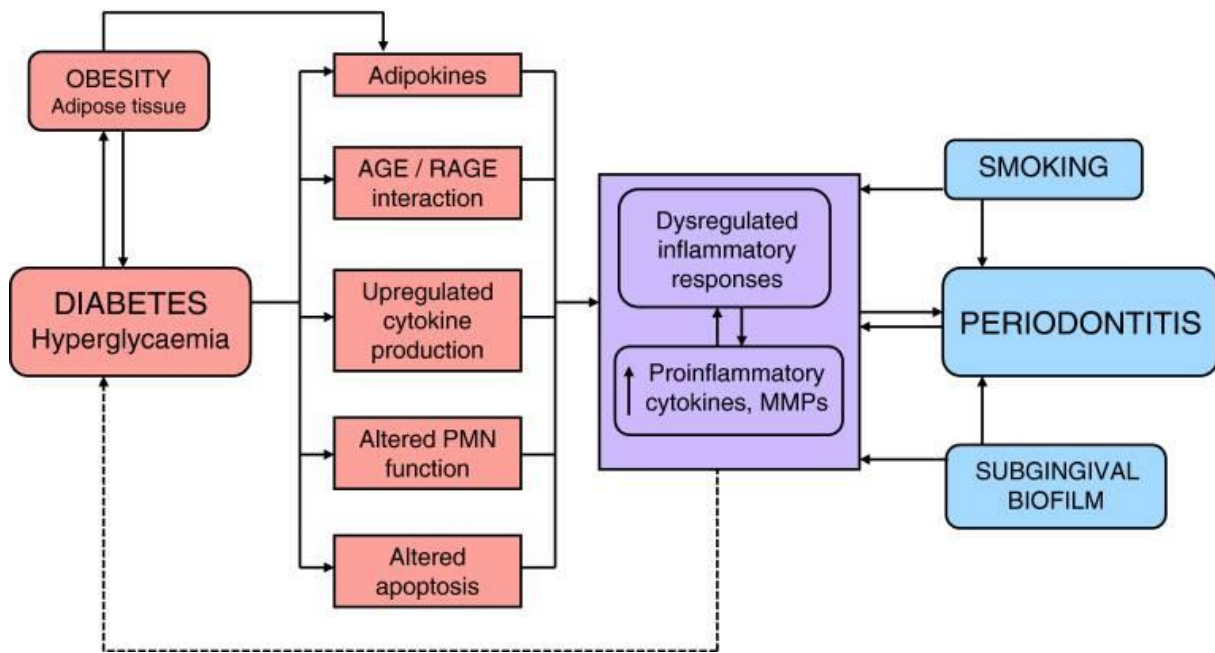 OBESITY
Adipose tissue
DIABETES
Hyperglycaemia
Adipokines
AGE / RAGE
interaction
Upregulated
cytokine
production
Altered PMN
function
Altered
apoptosis
Dysregulated
inflammatory
responses
Proinflammatory
cytokines, MMPs
SMOKING
PERIODONTITIS
SUBGINGIVAL
BIOFILM